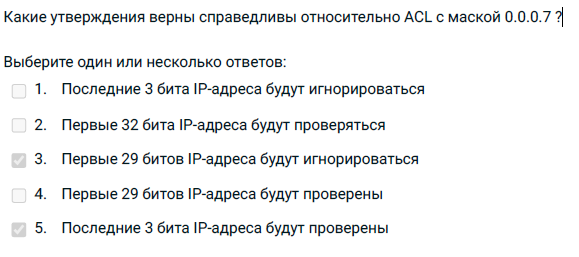 Какие утверждения верны справедливы относительно ACL с маской 0.0.0.7 ?
Выберите один или несколько ответов:
1. Последние 3 бита IP-адреса будут игнорироваться
2. Первые 32 бита IP-адреса будут проверяться
3. Первые 29 битов IP-адреса будут игнорироваться
4. Первые 29 битов IP-адреса будут проверены
5. Последние 3 бита IP-адреса будут проверены